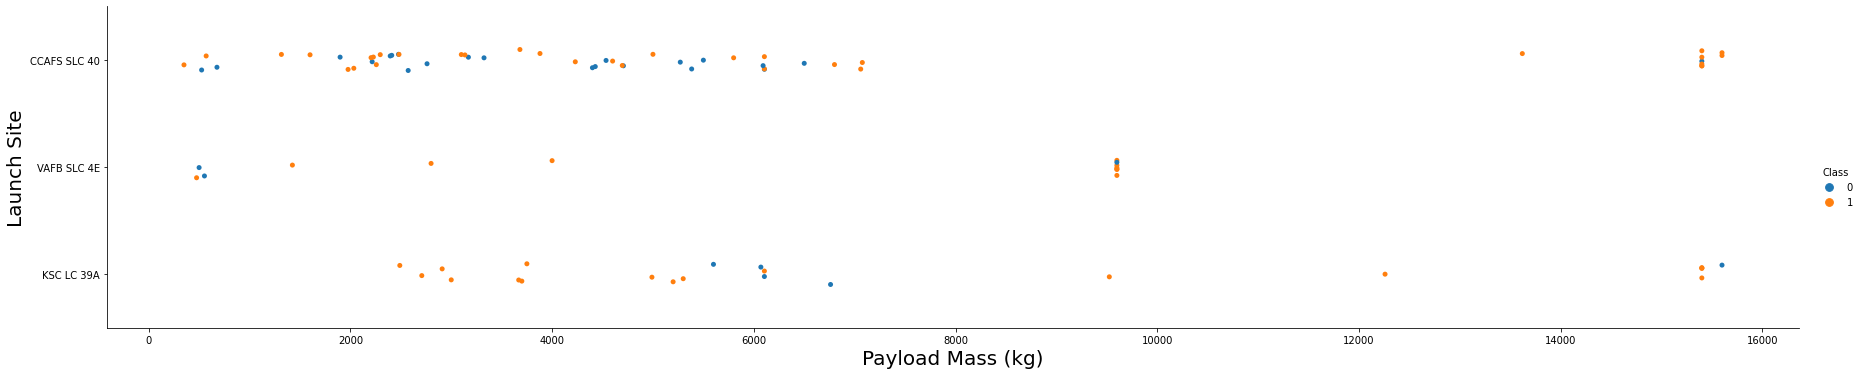 Launch Site
CCAFS SLC 40
VAFB SLC 4E
KSC LC 39A
0 2000 4000 6000 8000 10000 12000 14000 16000
Payload Mass (kg)
Class
0
1